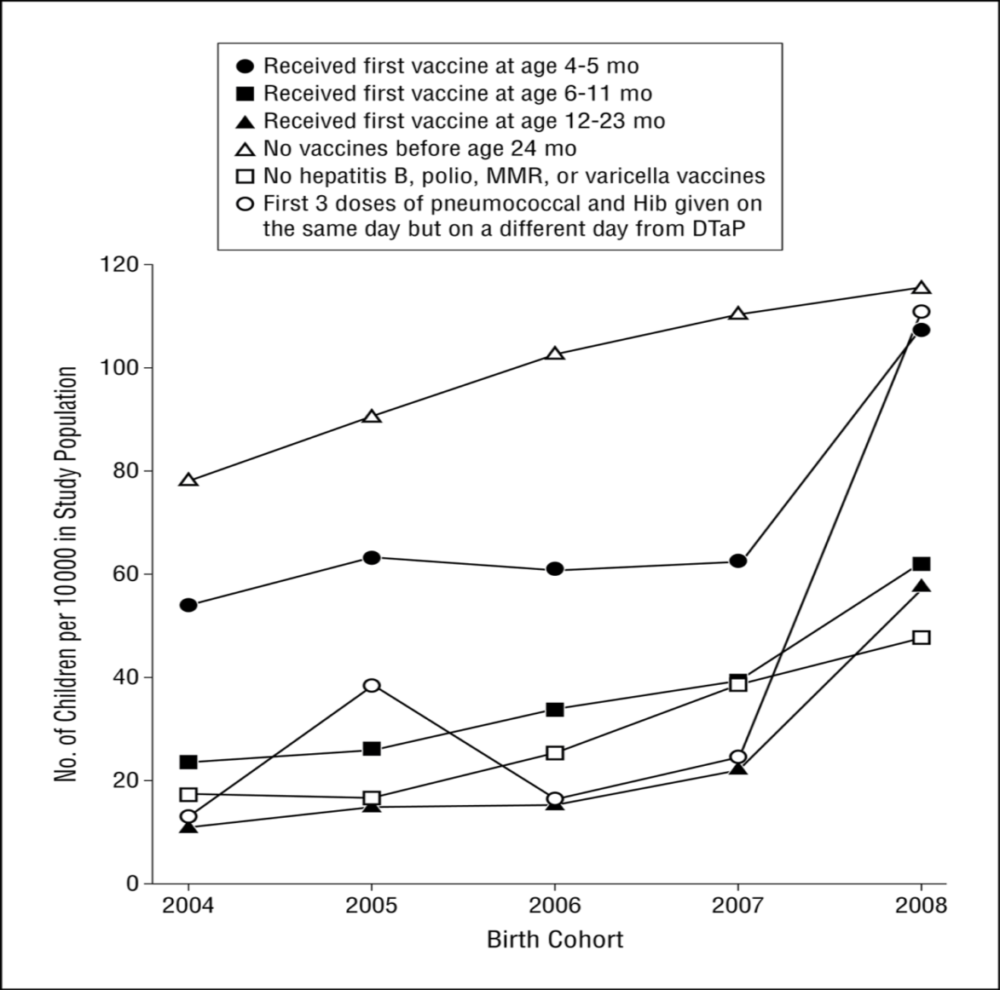 Received first vaccine at age 4-5 mo
Received first vaccine at age 6-11 mo
Received first vaccine at age 12-23 mo
No vaccines before age 24 mo
No hepatitis B, polio, MMR, or varicella vaccines
First 3 doses of pneumococcal and Hib given on
the same day but on a different day from DTaP
No. of Children per 10 000 in Study Population
120
100
80
60
40
20
0
2004 2005 2006 2007 2008
Birth Cohort